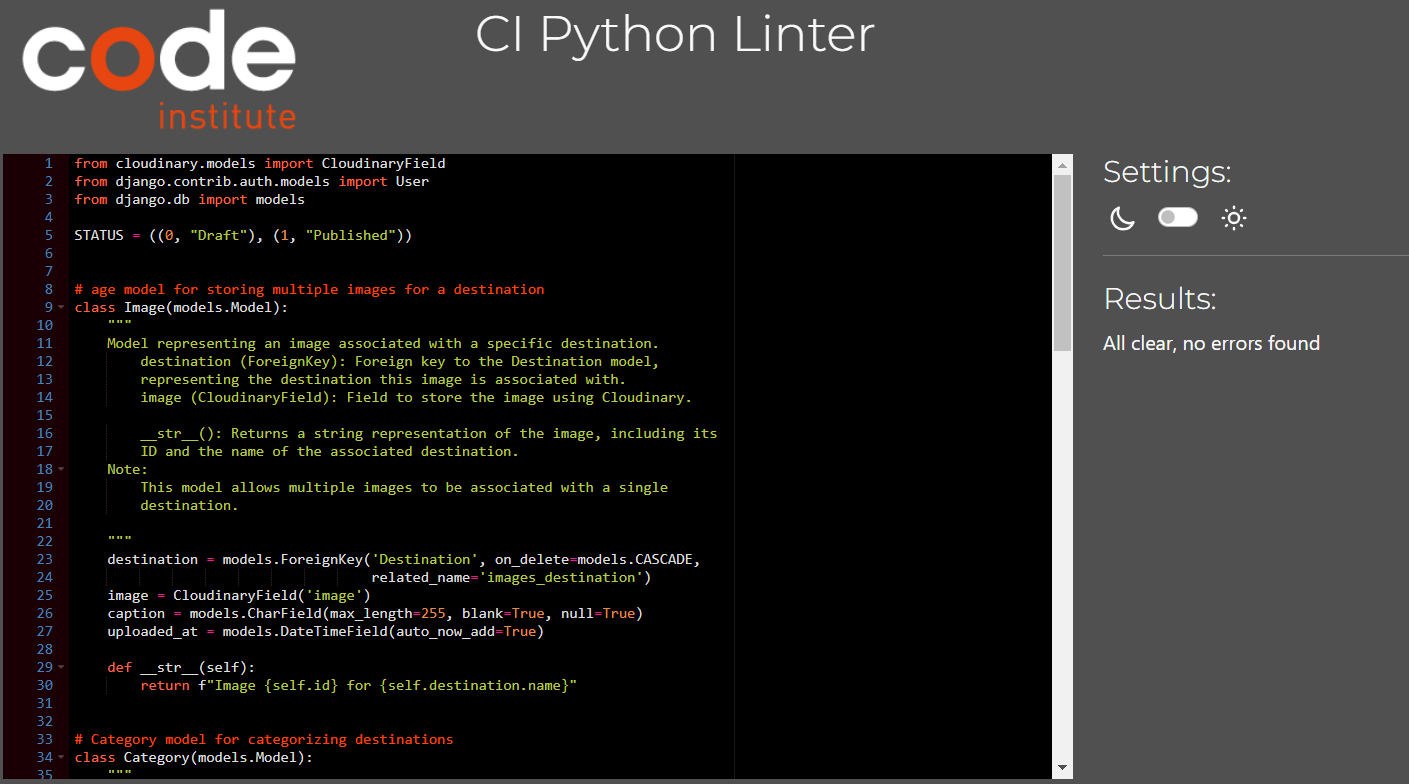 code
institute
CI Python Linter
1 from cloudinary.models import CloudinaryField
2 from django.contrib.auth.models import User
3 from django.db import models
4
5 STATUS = ((0, "Draft"), (1, "Published"))
6
7
8 # age model for storing multiple images for a destination
9 class Image(models.Model):
10     """
11     Model representing an image associated with a specific destination.
12         destination (ForeignKey): Foreign key to the Destination model,
13         representing the destination this image is associated with.
14         image (CloudinaryField): Field to store the image using Cloudinary.
15
16         __str__(): Returns a string representation of the image, including its
17         ID and the name of the associated destination.
18     Note:
19         This model allows multiple images to be associated with a single
20         destination.
21
22     """
23     destination = models.ForeignKey('Destination', on_delete=models.CASCADE,
24                                     related_name='images_destination')
25     image = CloudinaryField('image')
26     caption = models.CharField(max_length=255, blank=True, null=True)
27     uploaded_at = models.DateTimeField(auto_now_add=True)
28
29     def __str__(self):
30         return f"Image {self.id} for {self.destination.name}"
31
32
33 # Category model for categorizing destinations
34 class Category(models.Model):
35     """
Settings:
Results:
All clear, no errors found